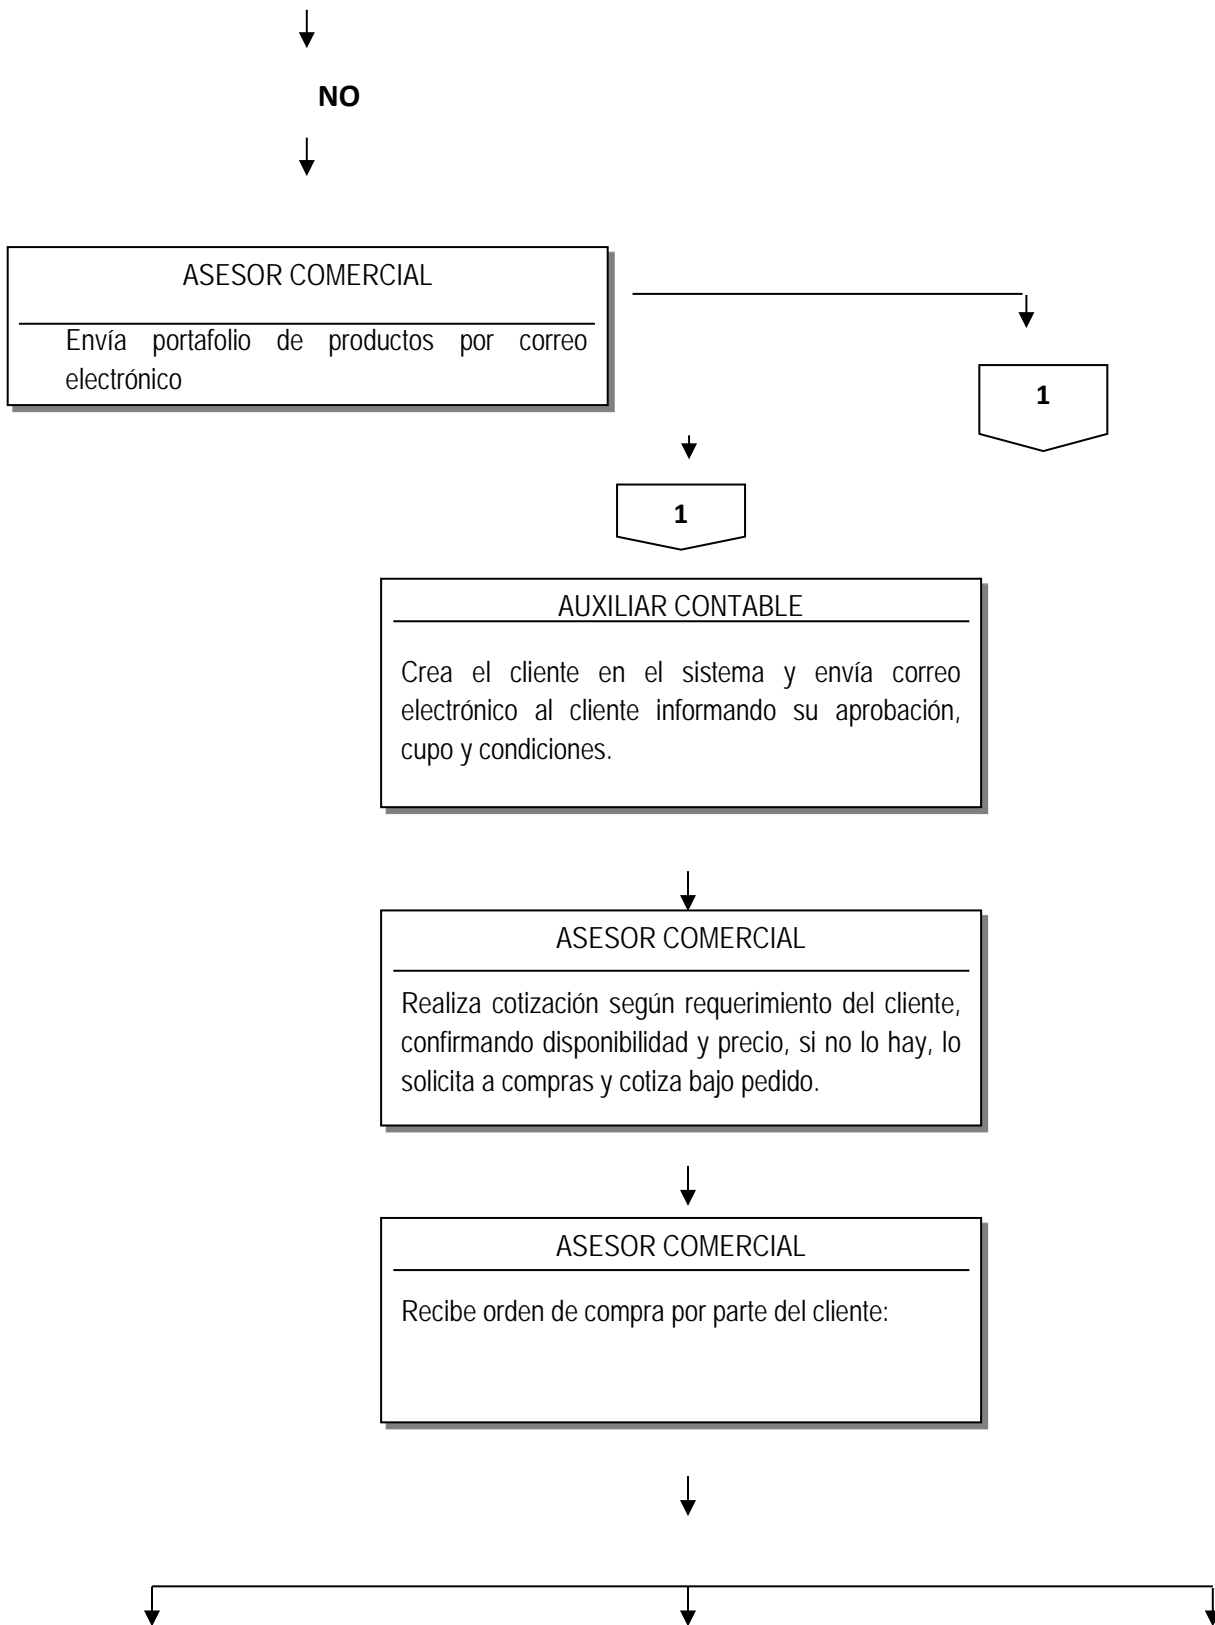 NO
ASESOR COMERCIAL
Envía portafolio de productos por correo
electrónico
1
1
AUXILIAR CONTABLE
Crea el cliente en el sistema y envía correo
electrónico al cliente informando su aprobación,
cupo y condiciones.
ASESOR COMERCIAL
Realiza cotización según requerimiento del cliente,
confirmando disponibilidad y precio, si no lo hay, lo
solicita a compras y cotiza bajo pedido.
ASESOR COMERCIAL
Recibe orden de compra por parte del cliente: